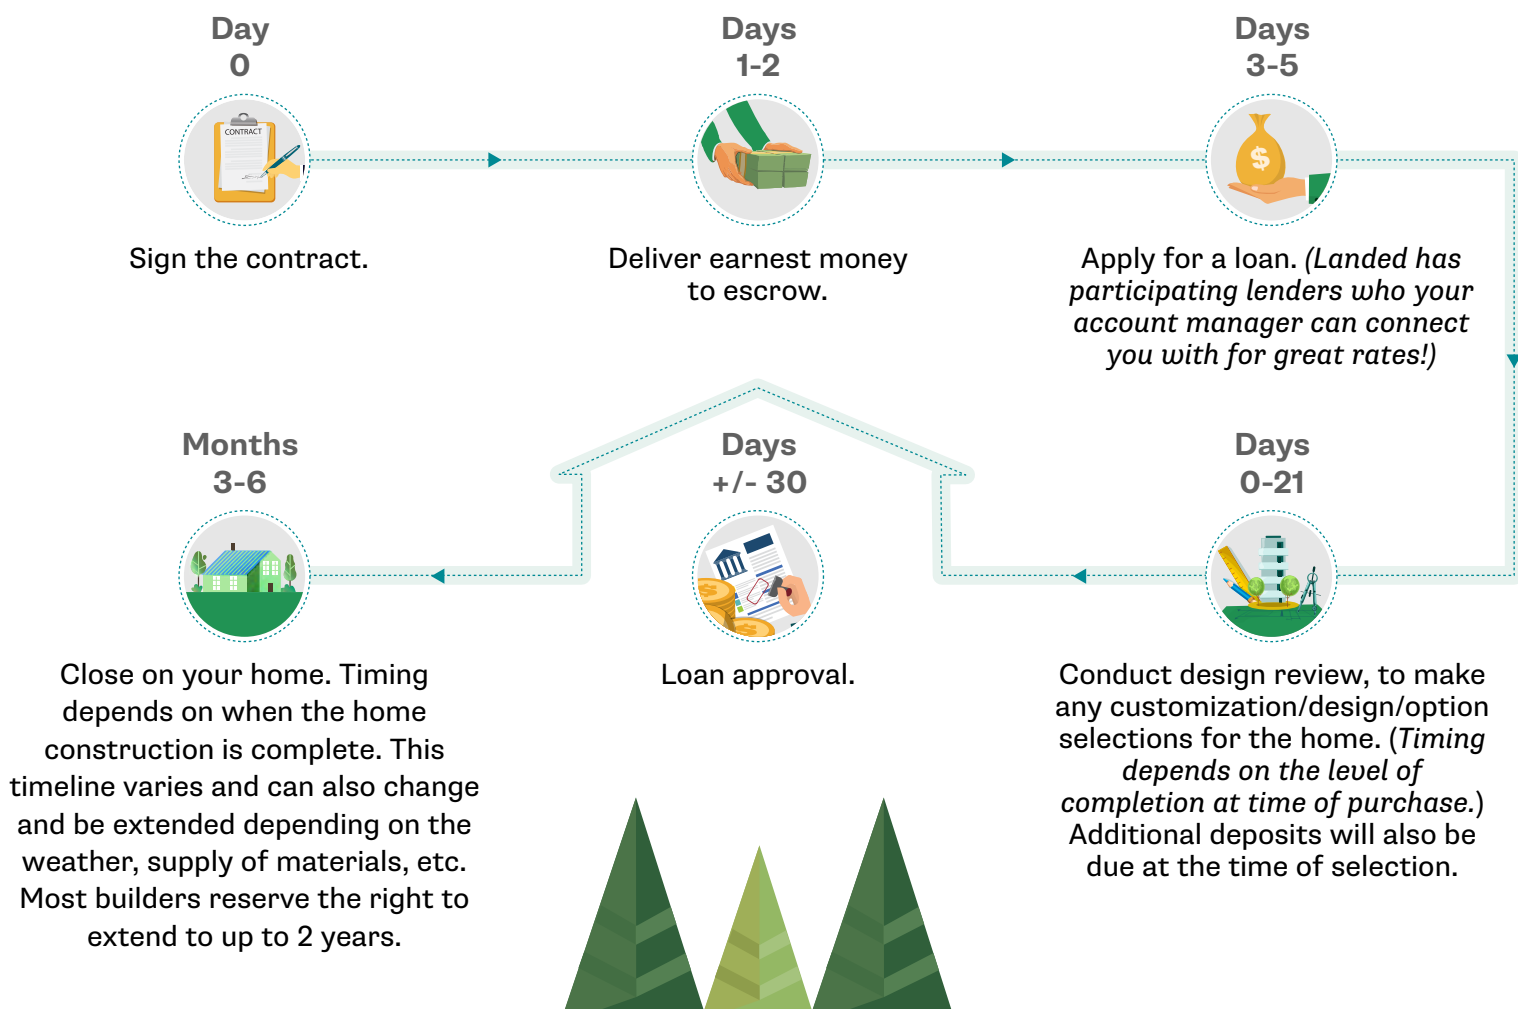 Day
0
CONTRACT
Sign the contract.
Days
1-2
Deliver earnest money
to escrow.
Days
3-5
$
Apply for a loan. (Landed has
participating lenders who your
account manager can connect
you with for great rates!)
Days
0-21
Conduct design review, to make
any customization/design/option
selections for the home. (Timing
depends on the level of
completion at time of purchase.)
Additional deposits will also be
due at the time of selection.
Days
+/- 30
$
$
Loan approval.
Months
3-6
Close on your home. Timing
depends on when the home
construction is complete. This
timeline varies and can also change
and be extended depending on the
weather, supply of materials, etc.
Most builders reserve the right to
extend to up to 2 years.